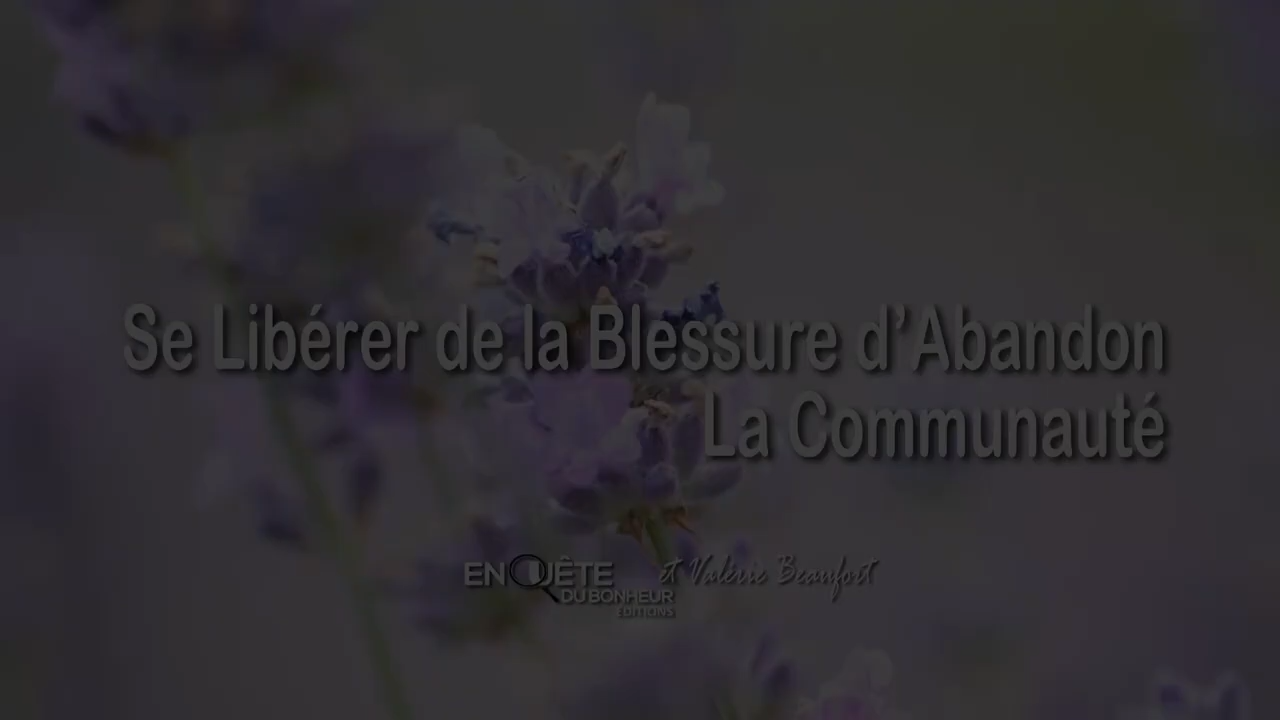 Se Libérer de la Blessure d’Abandon
La Communauté
ENQUÊTE et Valérie Beaufort
DU BONHEUR
ÉDITIONS